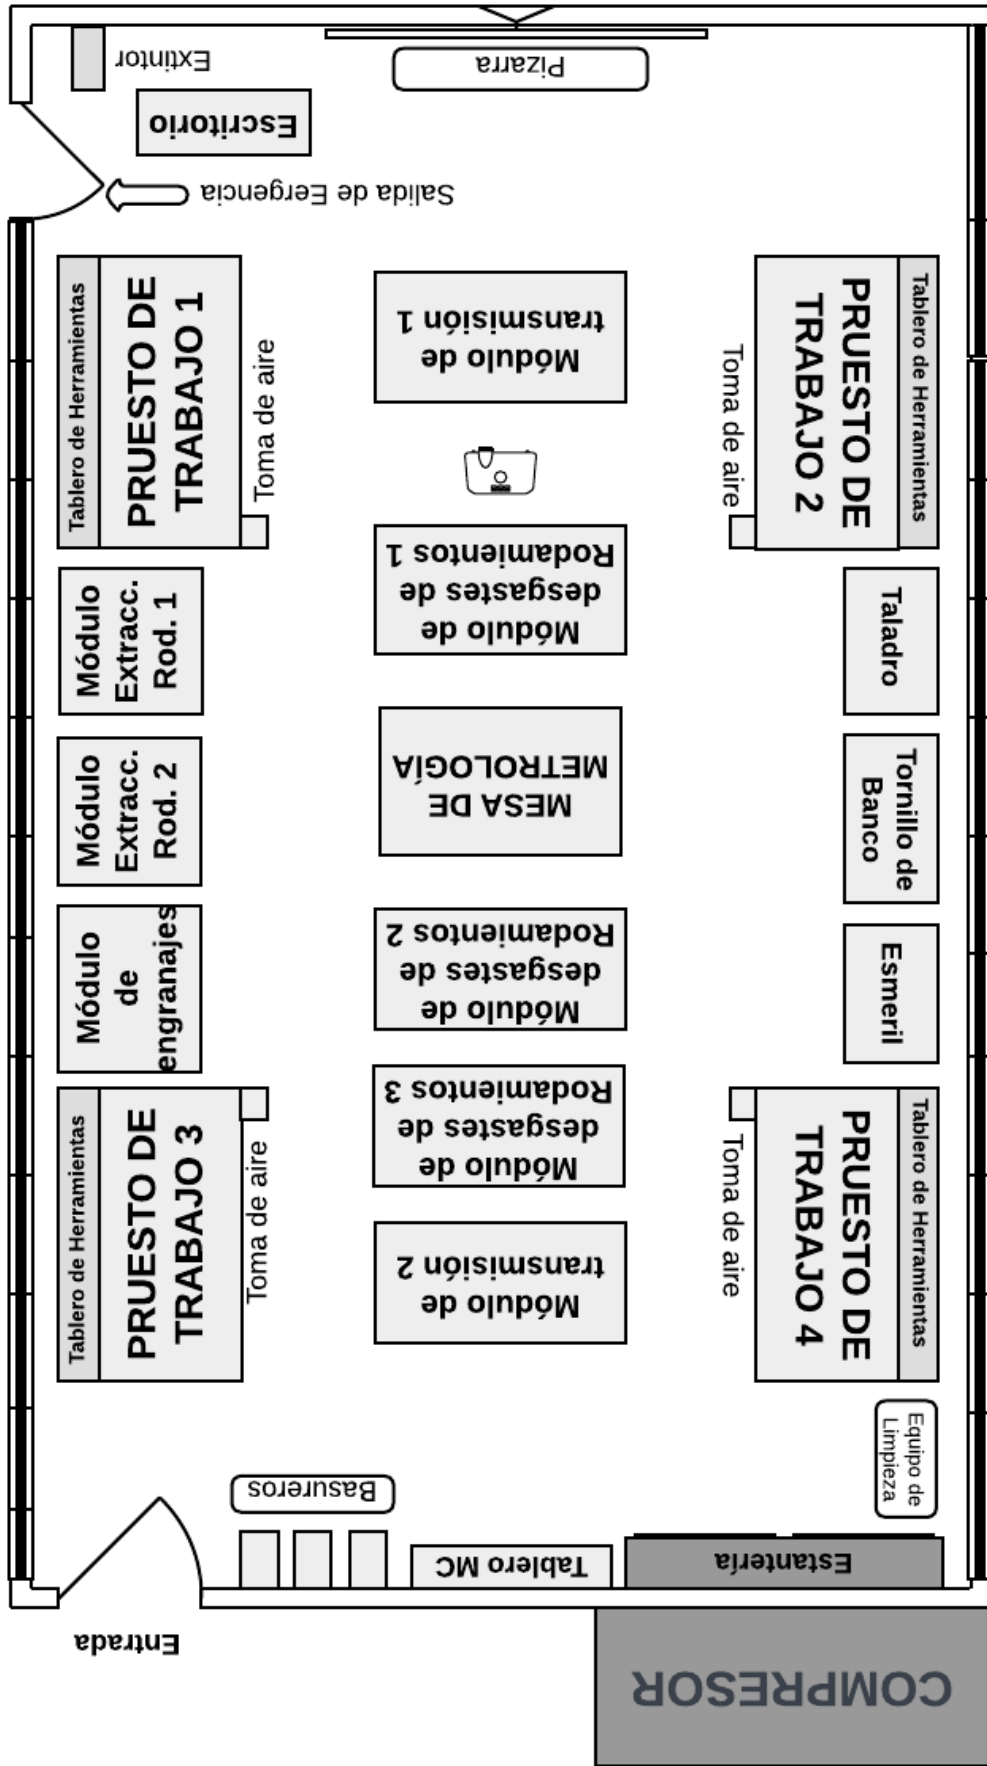 Extintor
Pizarra
Escritorio
Salida de Eergencia
Tablero de Herramientas
PRUESTO DE
TRABAJO 1
Toma de aire
Módulo de
transmisión 1
Toma de aire
PRUESTO DE
TRABAJO 2
Tablero de Herramientas
Módulo
Extracc.
Rod. 1
Módulo de
desgastes de
Rodamientos 1
Taladro
Módulo
Extracc.
Rod. 2
MESA DE
METROLOGÍA
Tornillo de
Banco
Módulo
de
engranajes
Módulo de
desgastes de
Rodamientos 2
Esmeril
Módulo de
desgastes de
Rodamientos 3
Tablero de Herramientas
PRUESTO DE
TRABAJO 3
Toma de aire
Módulo de
transmisión 2
Toma de aire
PRUESTO DE
TRABAJO 4
Tablero de Herramientas
Equipo de
Limpieza
Basureros
Tablero MC
Estantería
Entrada
COMPRESOR